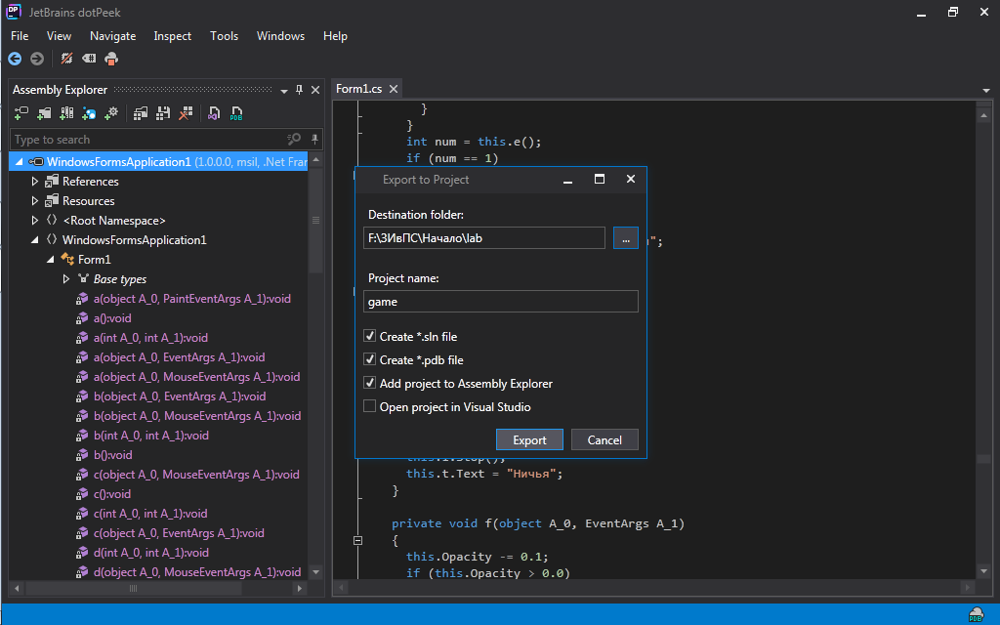 DP
JetBrains dotPeek
File View Navigate Inspect Tools Windows Help
Assembly Explorer
Type to search
WindowsFormsApplication1 (1.0.0.0, msil, .Net Fran
References
Resources
<Root Namespace>
WindowsFormsApplication1
Form1
Base types
a(object A_0, PaintEventArgs A_1):void
a():void
a(int A_0, int A_1):void
a(object A_0, EventArgs A_1):void
a(object A_0, MouseEventArgs A_1):void
b(object A_0, EventArgs A_1):void
b(object A_0, MouseEventArgs A_1):void
b(int A_0, int A_1):void
b():void
c(object A_0, MouseEventArgs A_1):void
c():void
c(int A_0, int A_1):void
c(object A_0, EventArgs A_1):void
d(int A_0, int A_1):void
d(object A_0, MouseEventArgs A_1):void
Form1.cs
}
}
int num = this.e();
if (num == 1)
";
Export to Project
Destination folder:
F:\ЗИвПС\Начало\lab
...
Project name:
game
Create *.sln file
Create *.pdb file
Add project to Assembly Explorer
Open project in Visual Studio
Export Cancel
this.t.Text = "Ничья";
}
private void f(object A_0, EventArgs A_1)
{
this.Opacity -= 0.1;
if (this.Opacity > 0.0)
PDB